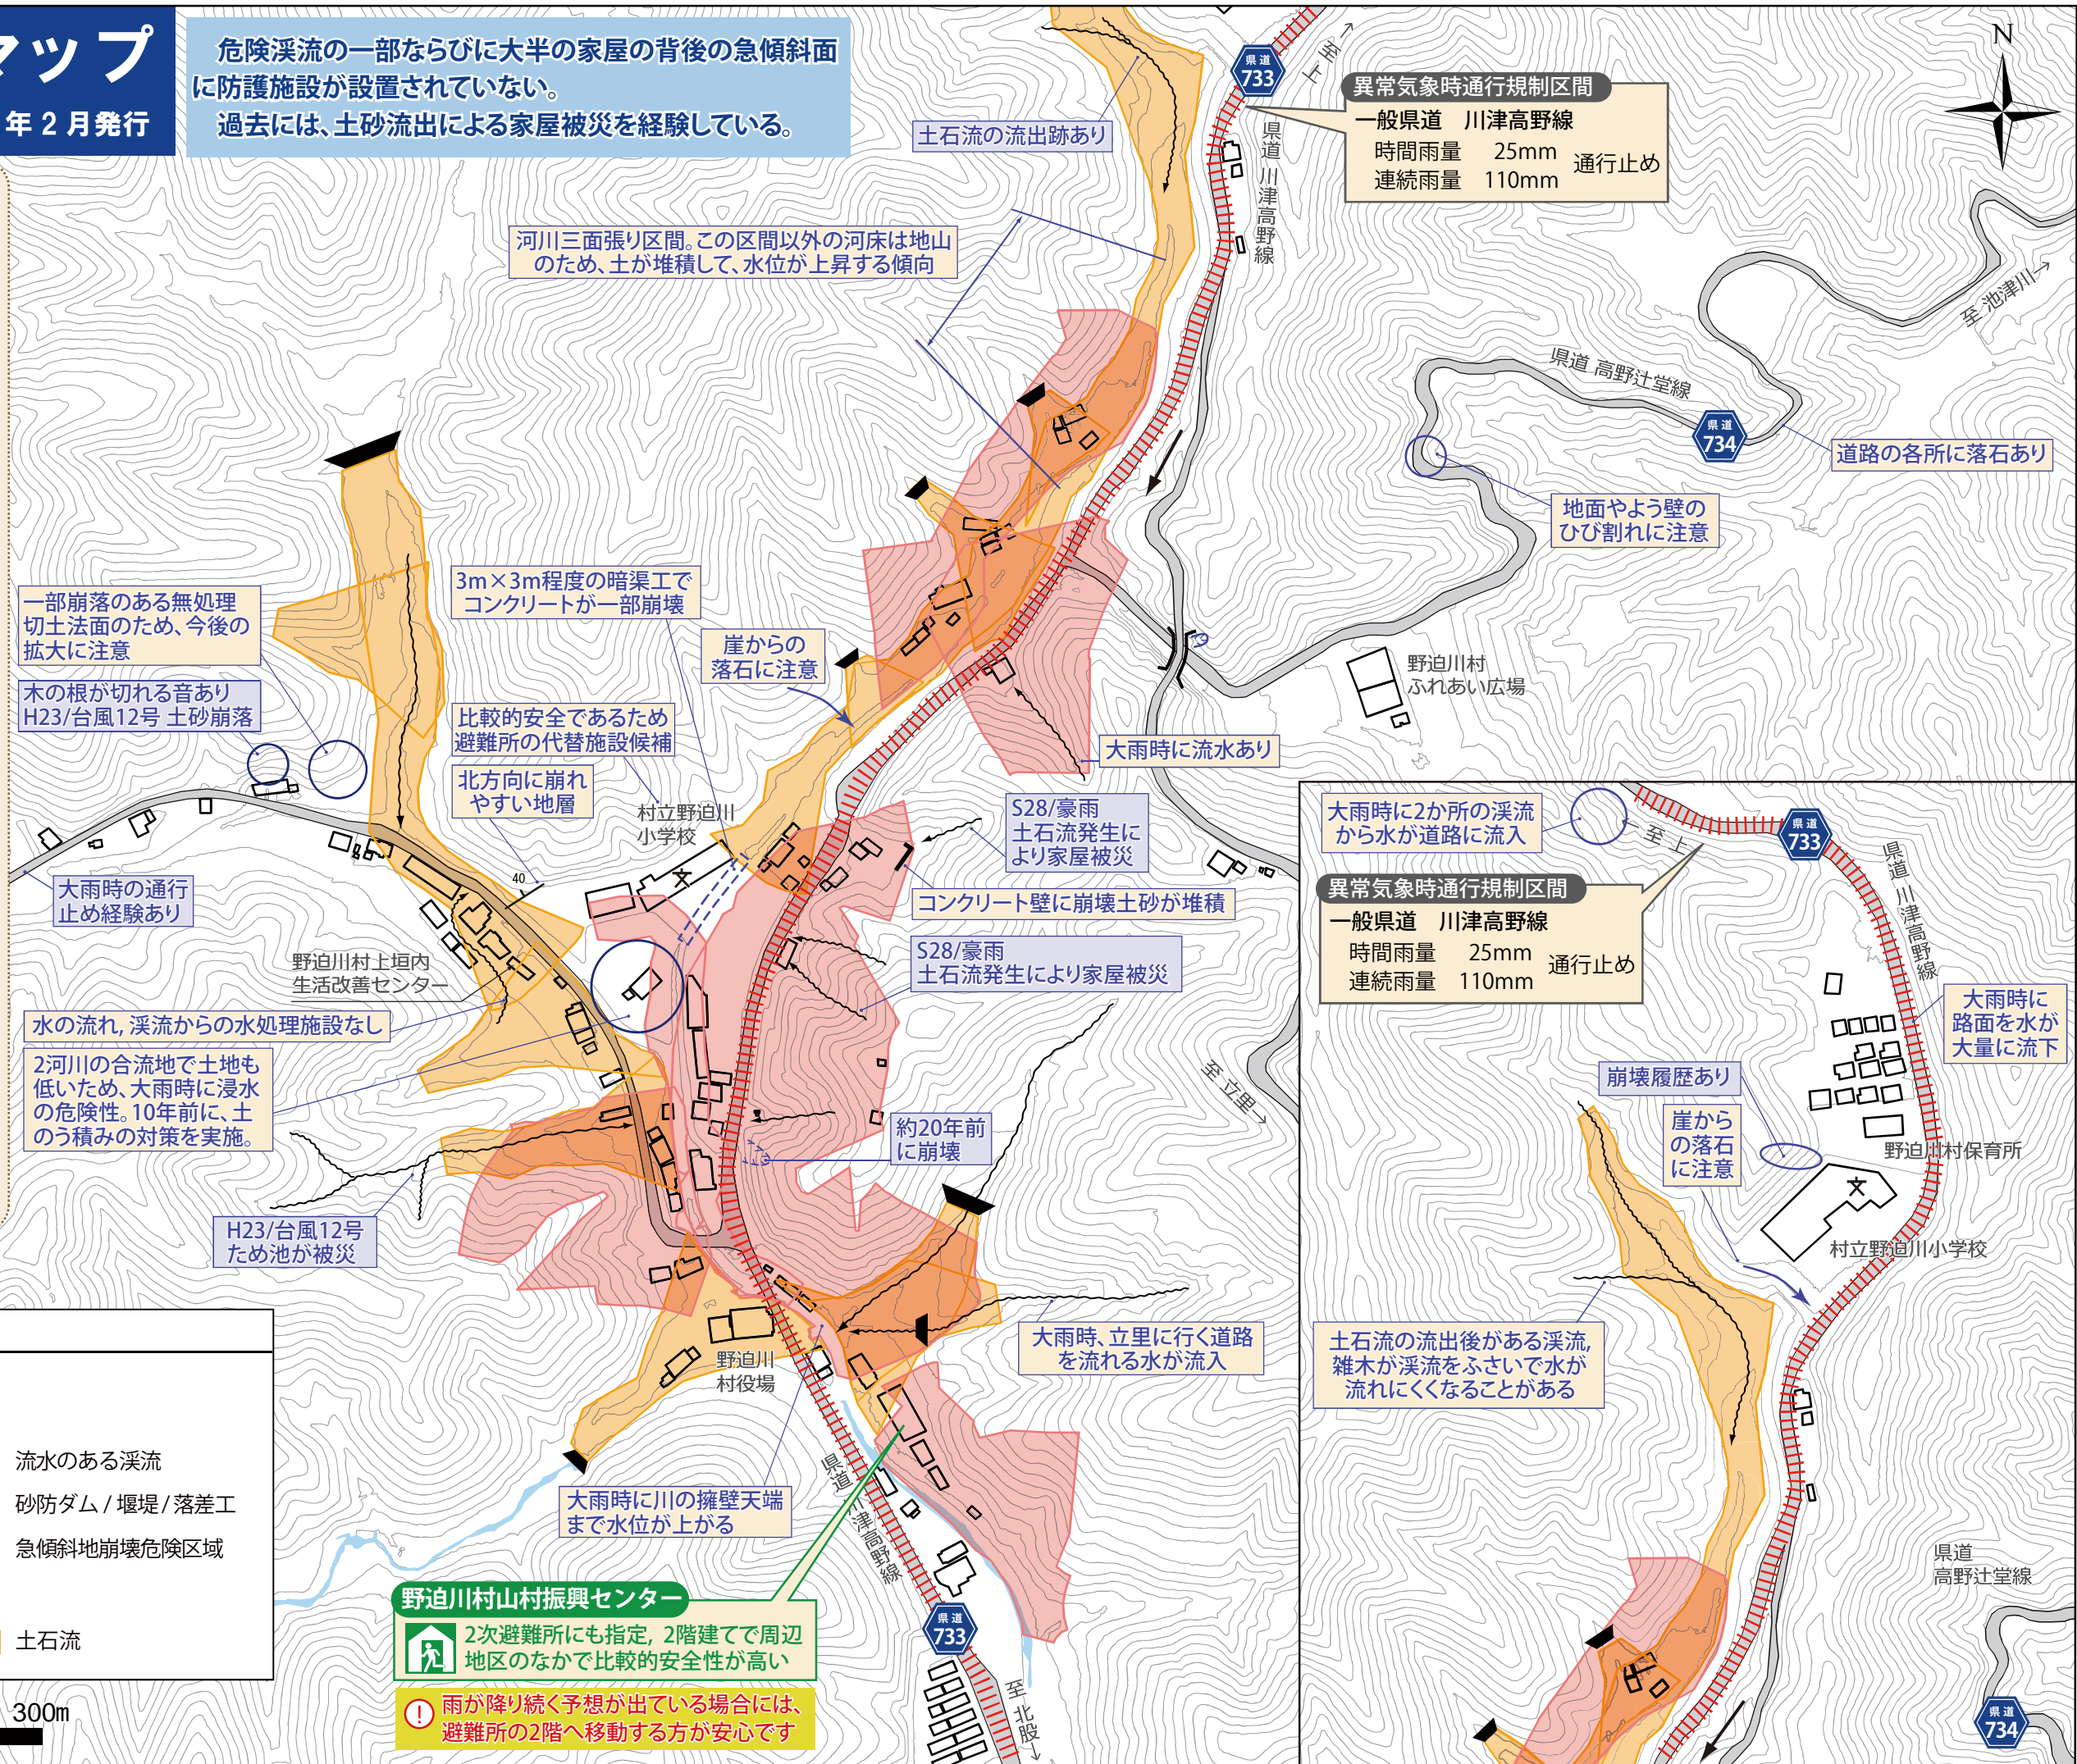 マップ
年 2 月発行
危険渓流の一部ならびに大半の家屋の背後の急傾斜面
に防護施設が設置されていない。
過去には、土砂流出による家屋被災を経験している。
N
県道
733
至 上
異常気象時通行規制区間
一般県道　川津高野線
時間雨量　25mm
連続雨量　110mm
通行止め
県道 川津高野線
土石流の流出跡あり
河川三面張り区間。この区間以外の河床は地山
のため、土が堆積して、水位が上昇する傾向
至 池津川→
県道 高野辻堂線
県道
734
道路の各所に落石あり
地面やよう壁の
ひび割れに注意
一部崩落のある無処理
切土法面のため、今後の
拡大に注意
木の根が切れる音あり
H23/台風12号 土砂崩落
3m×3m程度の暗渠工で
コンクリートが一部崩壊
崖からの
落石に注意
比較的安全であるため
避難所の代替施設候補
北方向に崩れ
やすい地層
村立野迫川
小学校
文
40
野迫川村
ふれあい広場
大雨時に流水あり
S28/豪雨
土石流発生に
より家屋被災
コンクリート壁に崩壊土砂が堆積
S28/豪雨
土石流発生により家屋被災
大雨時の通行
止め経験あり
野迫川村上垣内
生活改善センター
水の流れ, 渓流からの水処理施設なし
2河川の合流地で土地も
低いため、大雨時に浸水
の危険性。10年前に、土
のう積みの対策を実施。
至 立里→
約20年前
に崩壊
H23/台風12号
ため池が被災
大雨時、立里に行く道路
を流れる水が流入
野迫川
村役場
大雨時に川の擁壁天端
まで水位が上がる
県道 川津高野線
野迫川村山村振興センター
2次避難所にも指定, 2階建てで周辺
地区のなかで比較的安全性が高い
!
雨が降り続く予想が出ている場合には、
避難所の2階へ移動する方が安心です
県道
733
至 北股→
流水のある渓流
砂防ダム / 堰堤 / 落差工
急傾斜地崩壊危険区域
土石流
300m
大雨時に2か所の渓流
から水が道路に流入
←至 上
県道
733
異常気象時通行規制区間
一般県道　川津高野線
時間雨量　25mm
連続雨量　110mm
通行止め
県道 川津高野線
大雨時に
路面を水が
大量に流下
崩壊履歴あり
崖から
の落石
に注意
野迫川村保育所
文
村立野迫川小学校
土石流の流出後がある渓流,
雑木が渓流をふさいで水が
流れにくくなることがある
県道
高野辻堂線
県道
734